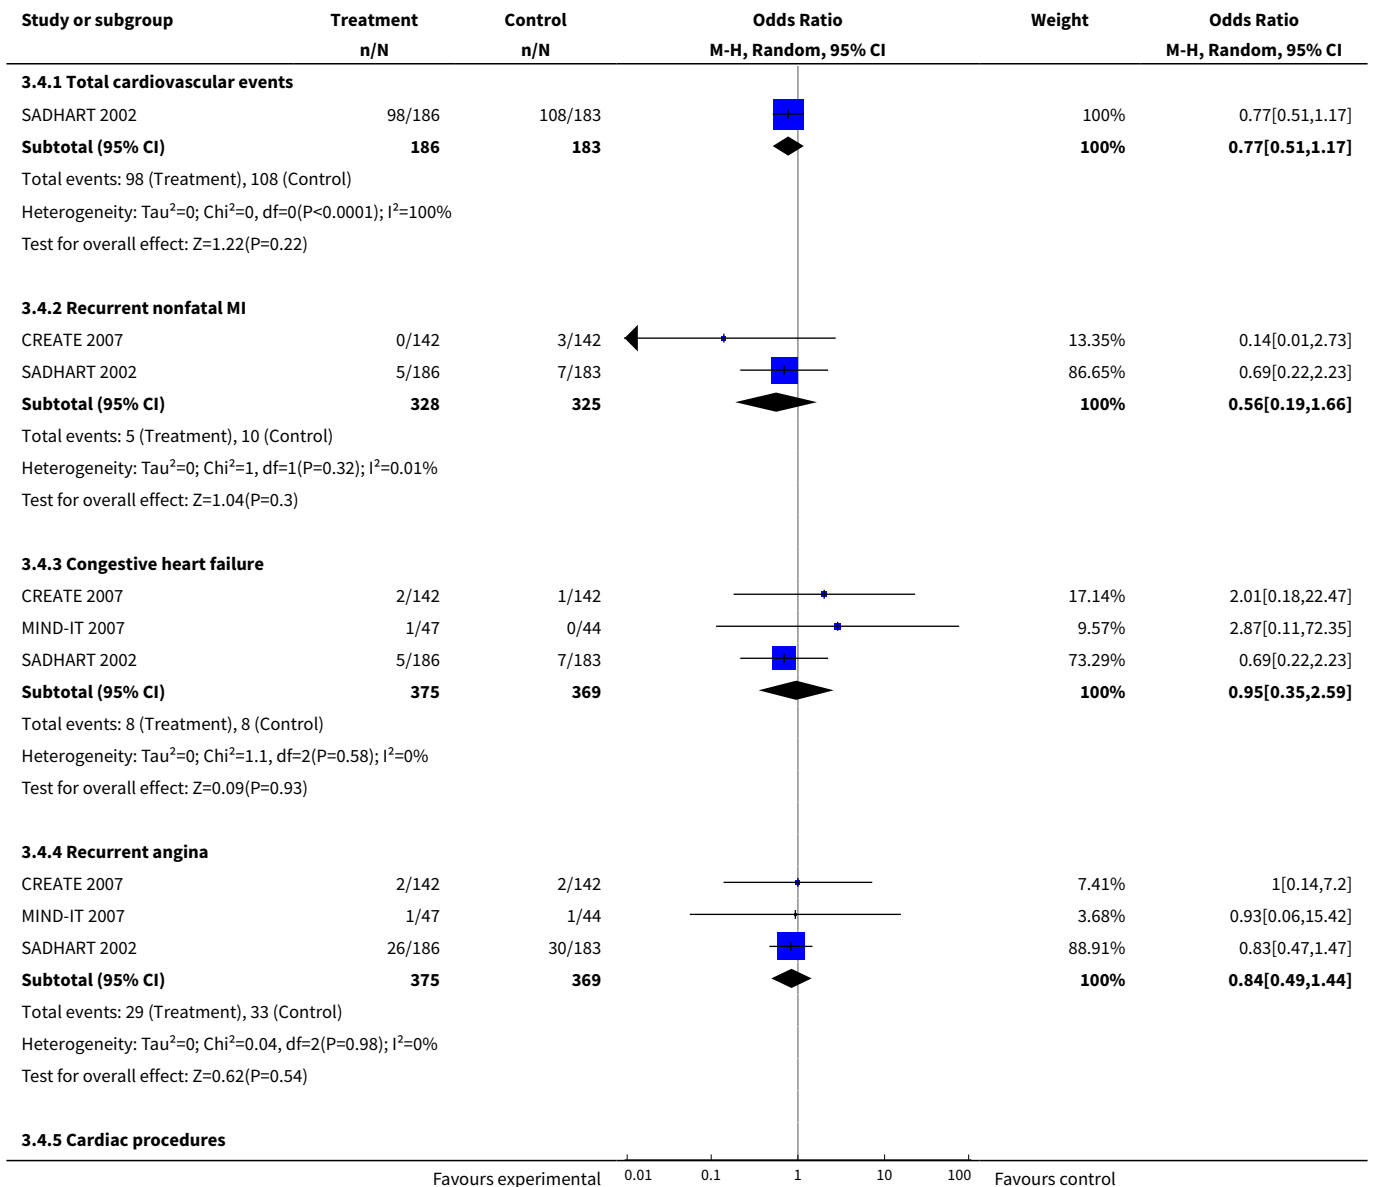 Study or subgroup Treatment Control Odds Ratio Weight Odds Ratio
n/N n/N M-H, Random, 95% CI M-H, Random, 95% CI
3.4.1 Total cardiovascular events
SADHART 2002 98/186 108/183 100% 0.77[0.51,1.17]
Subtotal (95% CI) 186 183 100% 0.77[0.51,1.17]
Total events: 98 (Treatment), 108 (Control)
Heterogeneity: Tau²=0; Chi²=0, df=0(P<0.0001); I²=100%
Test for overall effect: Z=1.22(P=0.22)
3.4.2 Recurrent nonfatal MI
CREATE 2007 0/142 3/142 13.35% 0.14[0.01,2.73]
SADHART 2002 5/186 7/183 86.65% 0.69[0.22,2.23]
Subtotal (95% CI) 328 325 100% 0.56[0.19,1.66]
Total events: 5 (Treatment), 10 (Control)
Heterogeneity: Tau²=0; Chi²=1, df=1(P=0.32); I²=0.01%
Test for overall effect: Z=1.04(P=0.3)
3.4.3 Congestive heart failure
CREATE 2007 2/142 1/142 17.14% 2.01[0.18,22.47]
MIND-IT 2007 1/47 0/44 9.57% 2.87[0.11,72.35]
SADHART 2002 5/186 7/183 73.29% 0.69[0.22,2.23]
Subtotal (95% CI) 375 369 100% 0.95[0.35,2.59]
Total events: 8 (Treatment), 8 (Control)
Heterogeneity: Tau²=0; Chi²=1.1, df=2(P=0.58); I²=0%
Test for overall effect: Z=0.09(P=0.93)
3.4.4 Recurrent angina
CREATE 2007 2/142 2/142 7.41% 1[0.14,7.2]
MIND-IT 2007 1/47 1/44 3.68% 0.93[0.06,15.42]
SADHART 2002 26/186 30/183 88.91% 0.83[0.47,1.47]
Subtotal (95% CI) 375 369 100% 0.84[0.49,1.44]
Total events: 29 (Treatment), 33 (Control)
Heterogeneity: Tau²=0; Chi²=0.04, df=2(P=0.98); I²=0%
Test for overall effect: Z=0.62(P=0.54)
3.4.5 Cardiac procedures
Favours experimental 0.01 0.1 1 10 100 Favours control